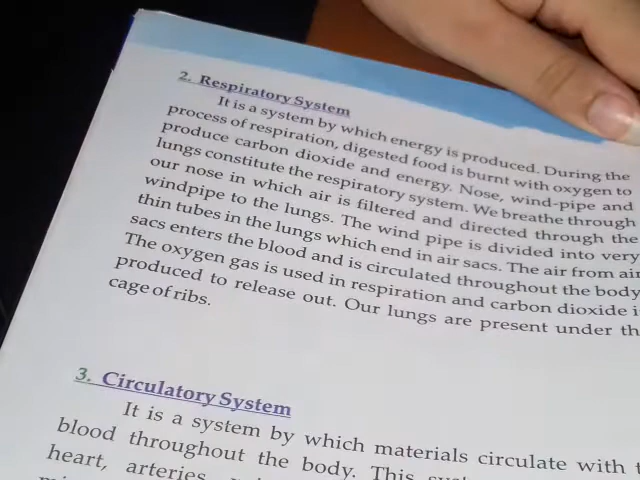 2. Respiratory System
It is a system by which energy is produced. During the
process of respiration, digested food is burnt with oxygen to
produce carbon dioxide and energy. Nose, wind-pipe and
lungs constitute the respiratory system. We breathe through
our nose in which air is filtered and directed through the
windpipe to the lungs. The wind pipe is divided into very
thin tubes in the lungs which end in air sacs. The air from air
sacs enters the blood and is circulated throughout the body
The oxygen gas is used in respiration and carbon dioxide i
produced to release out. Our lungs are present under th
cage of ribs.
3. Circulatory System
It is a system by which materials circulate with t
blood throughout the body. This
heart, arteries